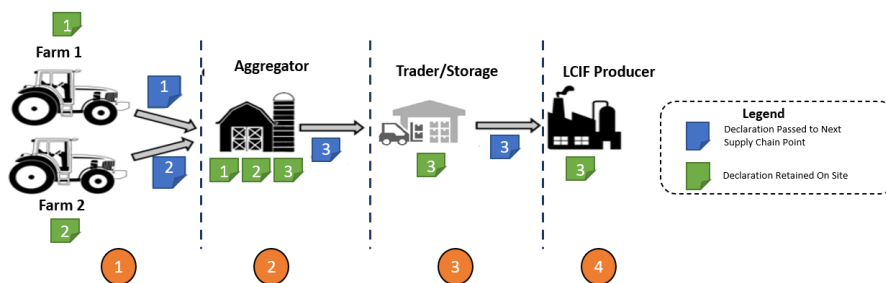 1
Farm 1
1
2
Farm 2
2
Aggregator
1 2 3
3
Trader/Storage
3
3
LCIF Producer
3
Legend
Declaration Passed to Next
Supply Chain Point
Declaration Retained On Site
1
2
3
4